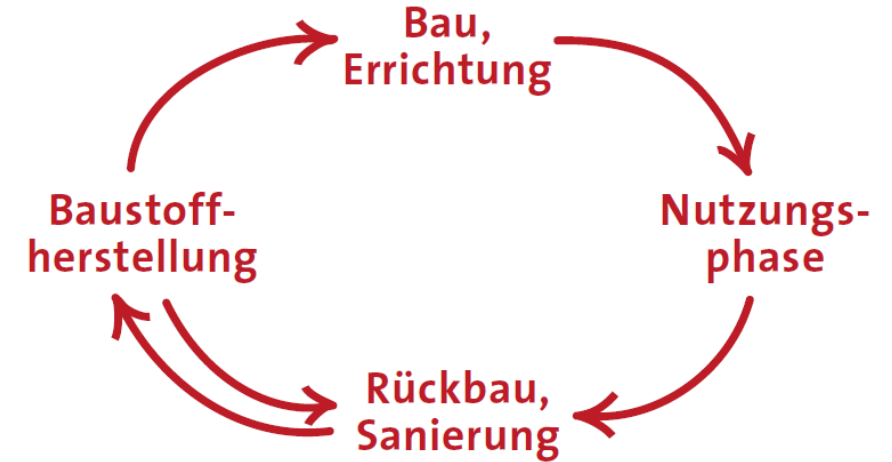 Bau,
Errichtung
Baustoff-
herstellung
Nutzungs-
phase
Rückbau,
Sanierung